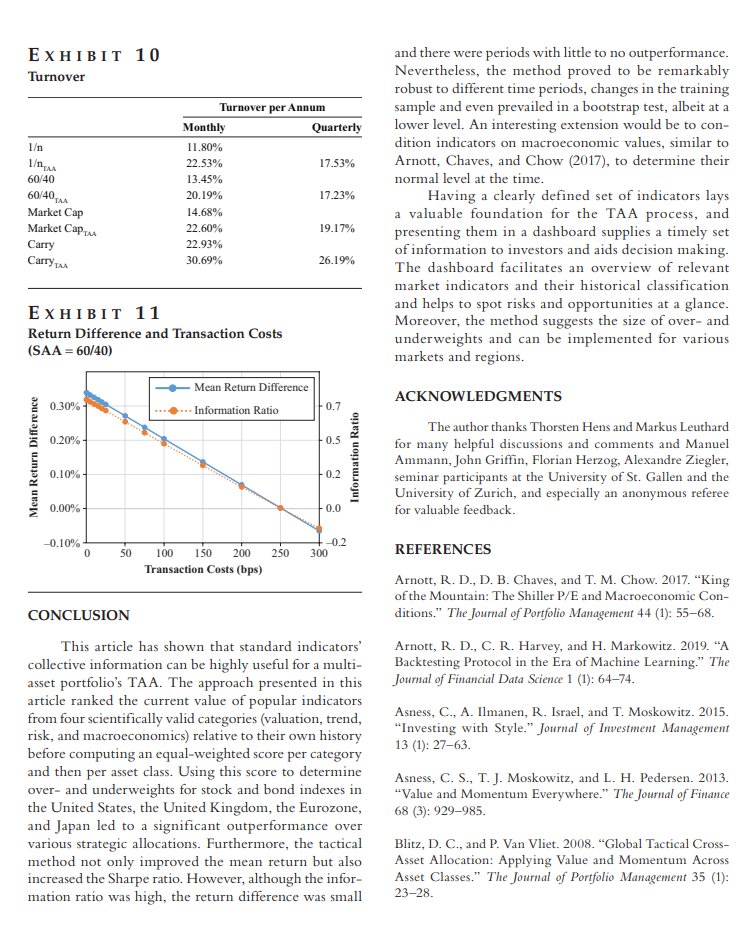 EXHIBIT 10
Turnover
Turnover per Annum
Monthly Quarterly
1/n 11.80%
1/nTAA 22.53% 17.53%
60/40 13.45%
60/40TAA 20.19% 17.23%
Market Cap 14.68%
Market CapTAA 22.60% 19.17%
Carry 22.93%
CarryTAA 30.69% 26.19%
EXHIBIT 11
Return Difference and Transaction Costs
(SAA = 60/40)
Mean Return Difference
Information Ratio
Mean Return Difference
0.30%
0.20%
0.10%
0.00%
–0.10%
0.7
0.5
0.2
0.0
–0.2
Information Ratio
0 50 100 150 200 250 300
Transaction Costs (bps)
CONCLUSION
This article has shown that standard indicators’
collective information can be highly useful for a multi-
asset portfolio’s TAA. The approach presented in this
article ranked the current value of popular indicators
from four scientifically valid categories (valuation, trend,
risk, and macroeconomics) relative to their own history
before computing an equal-weighted score per category
and then per asset class. Using this score to determine
over- and underweights for stock and bond indexes in
the United States, the United Kingdom, the Eurozone,
and Japan led to a significant outperformance over
various strategic allocations. Furthermore, the tactical
method not only improved the mean return but also
increased the Sharpe ratio. However, although the infor-
mation ratio was high, the return difference was small
and there were periods with little to no outperformance.
Nevertheless, the method proved to be remarkably
robust to different time periods, changes in the training
sample and even prevailed in a bootstrap test, albeit at a
lower level. An interesting extension would be to con-
dition indicators on macroeconomic values, similar to
Arnott, Chaves, and Chow (2017), to determine their
normal level at the time.
Having a clearly defined set of indicators lays
a valuable foundation for the TAA process, and
presenting them in a dashboard supplies a timely set
of information to investors and aids decision making.
The dashboard facilitates an overview of relevant
market indicators and their historical classification
and helps to spot risks and opportunities at a glance.
Moreover, the method suggests the size of over- and
underweights and can be implemented for various
markets and regions.
ACKNOWLEDGMENTS
The author thanks Thorsten Hens and Markus Leuthard
for many helpful discussions and comments and Manuel
Ammann, John Griffin, Florian Herzog, Alexandre Ziegler,
seminar participants at the University of St. Gallen and the
University of Zurich, and especially an anonymous referee
for valuable feedback.
REFERENCES
Arnott, R. D., D. B. Chaves, and T. M. Chow. 2017. “King
of the Mountain: The Shiller P/E and Macroeconomic Con-
ditions.” The Journal of Portfolio Management 44 (1): 55–68.
Arnott, R. D., C. R. Harvey, and H. Markowitz. 2019. “A
Backtesting Protocol in the Era of Machine Learning.” The
Journal of Financial Data Science 1 (1): 64–74.
Asness, C., A. Ilmanen, R. Israel, and T. Moskowitz. 2015.
“Investing with Style.” Journal of Investment Management
13 (1): 27–63.
Asness, C. S., T. J. Moskowitz, and L. H. Pedersen. 2013.
“Value and Momentum Everywhere.” The Journal of Finance
68 (3): 929–985.
Blitz, D. C., and P. Van Vliet. 2008. “Global Tactical Cross-
Asset Allocation: Applying Value and Momentum Across
Asset Classes.” The Journal of Portfolio Management 35 (1):
23–28.